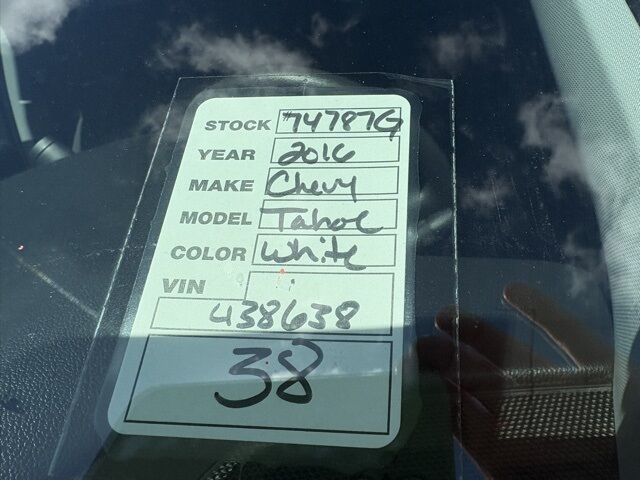 STOCK 74787G
YEAR 2016
MAKE Chevy
MODEL Tahoe
COLOR White
VIN
438638
38